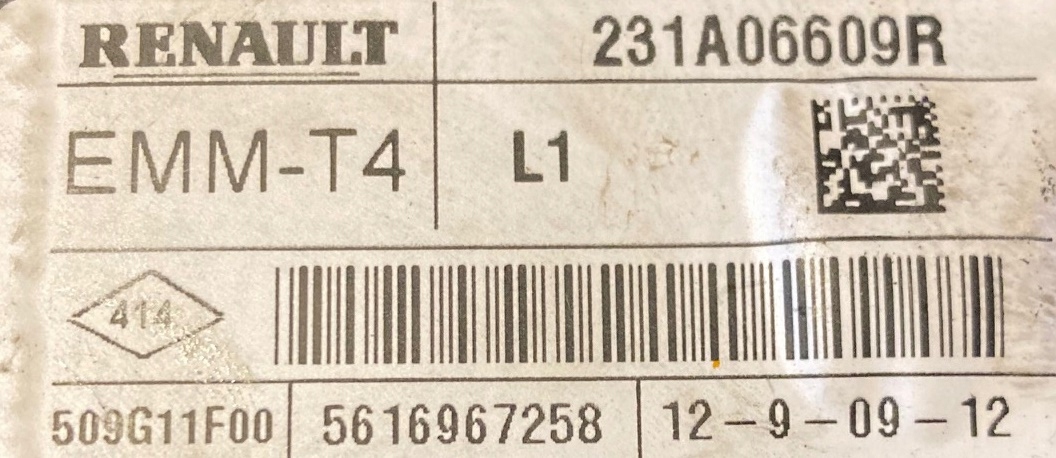 RENAULT 231A06609R
EMM-T4 L1
414
509G11F00 5616967258 12-9-09-12